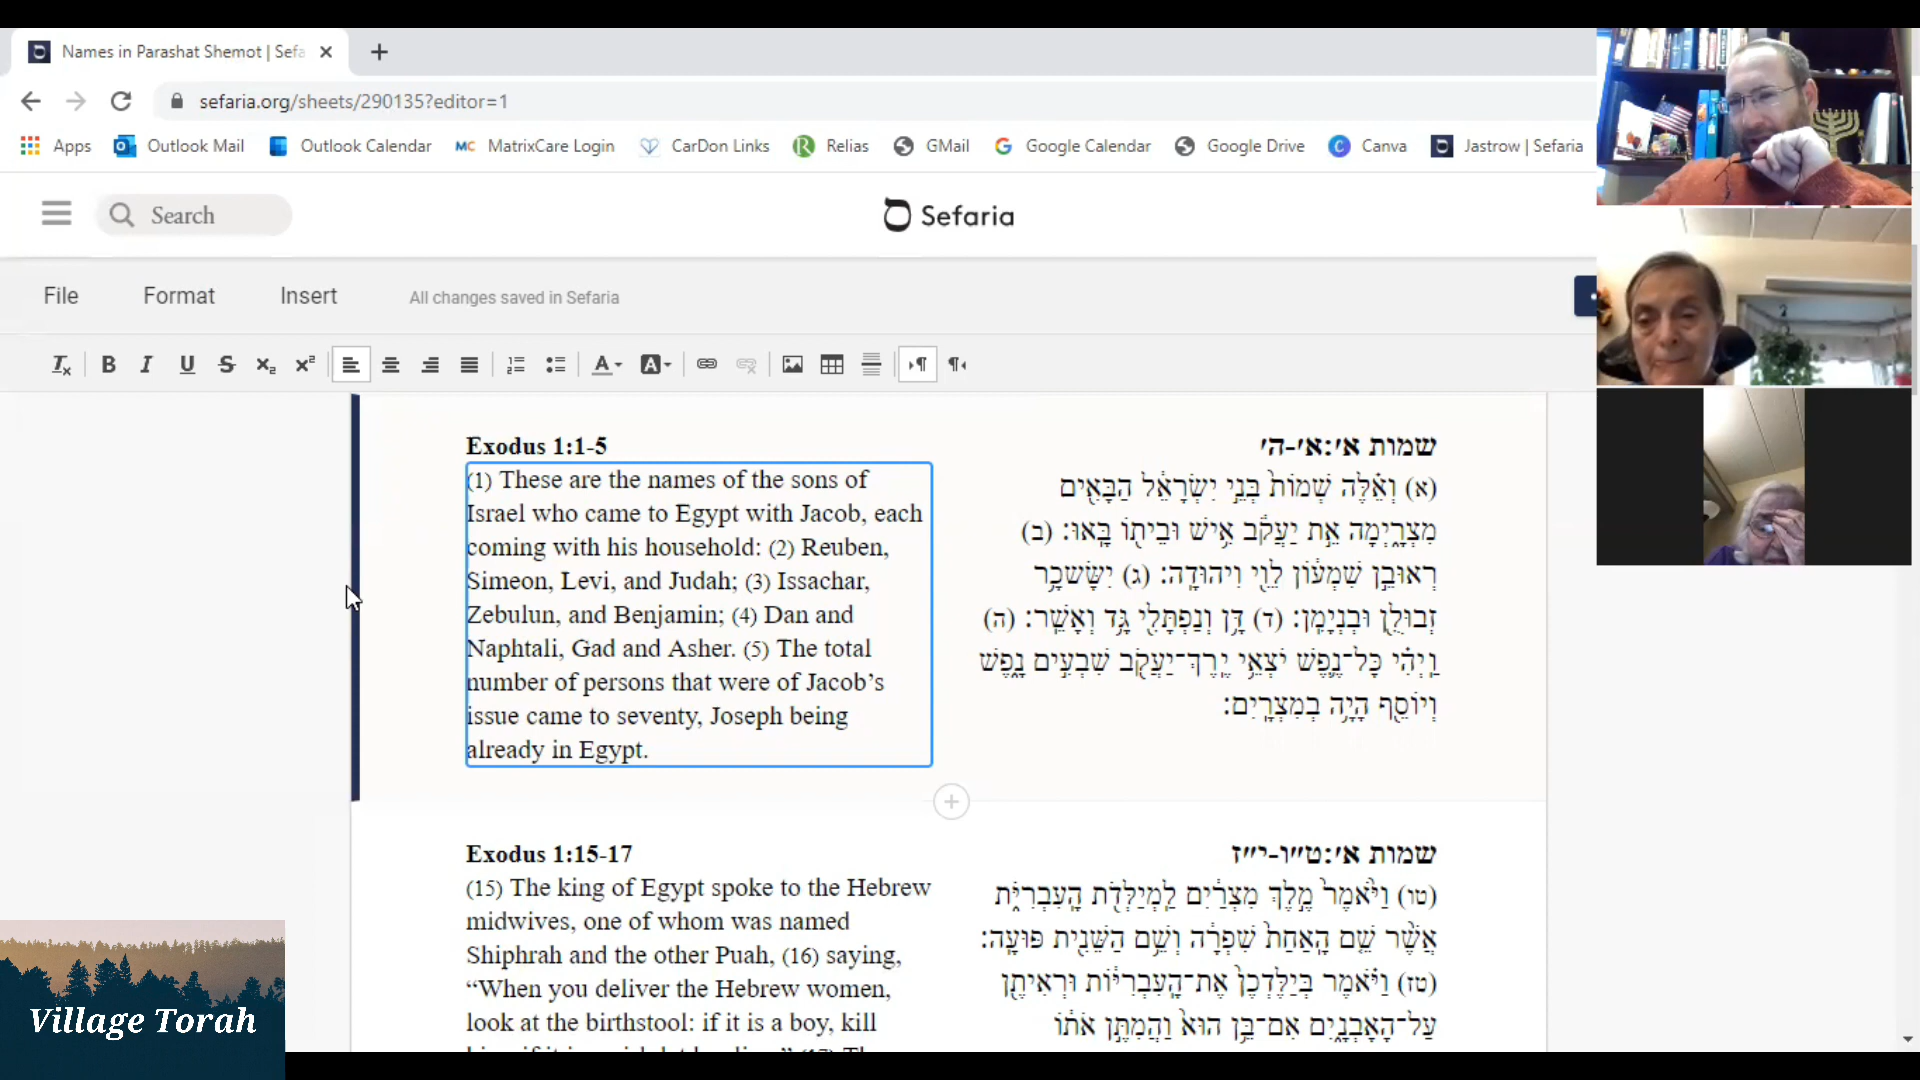 Names in Parashat Shemot | Sefa
sefaria.org/sheets/290135?editor=1
Apps Outlook Mail Outlook Calendar MC MatrixCare Login CarDon Links Relias GMail Google Calendar Google Drive Canva Jastrow | Sefaria
Search
Sefaria
File Format Insert All changes saved in Sefaria
Exodus 1:1-5
(1) These are the names of the sons of
Israel who came to Egypt with Jacob, each
coming with his household: (2) Reuben,
Simeon, Levi, and Judah; (3) Issachar,
Zebulun, and Benjamin; (4) Dan and
Naphtali, Gad and Asher. (5) The total
number of persons that were of Jacob’s
issue came to seventy, Joseph being
already in Egypt.
שמות א׳:א׳-ה׳
(א) וְאֵ֗לֶּה שְׁמוֹת֙ בְּנֵ֣י יִשְׂרָאֵ֔ל הַבָּאִ֖ים
מִצְרָ֑יְמָה אֵ֣ת יַעֲקֹ֔ב אִ֥ישׁ וּבֵית֖וֹ בָּֽאוּ׃ (ב)
רְאוּבֵ֣ן שִׁמְע֔וֹן לֵוִ֖י וִיהוּדָֽה׃ (ג) יִשָּׂשכָ֥ר
זְבוּלֻ֖ן וּבִנְיָמִֽן׃ (ד) דָּ֥ן וְנַפְתָּלִ֖י גָּ֥ד וְאָשֵֽׁר׃ (ה)
וַֽיְהִ֗י כׇּל־נֶ֛פֶשׁ יֹצְאֵ֥י יֶֽרֶךְ־יַעֲקֹ֖ב שִׁבְעִ֣ים נָ֑פֶשׁ
וְיוֹסֵ֖ף הָיָ֥ה בְמִצְרָֽיִם׃
Exodus 1:15-17
(15) The king of Egypt spoke to the Hebrew
midwives, one of whom was named
Shiphrah and the other Puah, (16) saying,
“When you deliver the Hebrew women,
look at the birthstool: if it is a boy, kill
שמות א׳:ט״ו-י״ז
(טו) וַיֹּ֙אמֶר֙ מֶ֣לֶךְ מִצְרַ֔יִם לַֽמְיַלְּדֹ֖ת הָֽעִבְרִיֹּ֑ת
אֲשֶׁ֨ר שֵׁ֤ם הָֽאַחַת֙ שִׁפְרָ֔ה וְשֵׁ֥ם הַשֵּׁנִ֖ית פּוּעָֽה׃
(טז) וַיֹּ֗אמֶר בְּיַלֶּדְכֶן֙ אֶת־הָֽעִבְרִיּ֔וֹת וּרְאִיתֶ֖ן
עַל־הָאׇבְנָ֑יִם אִם־בֵּ֥ן הוּא֙ וַהֲמִתֶּ֣ן אֹת֔וֹ
Village Torah